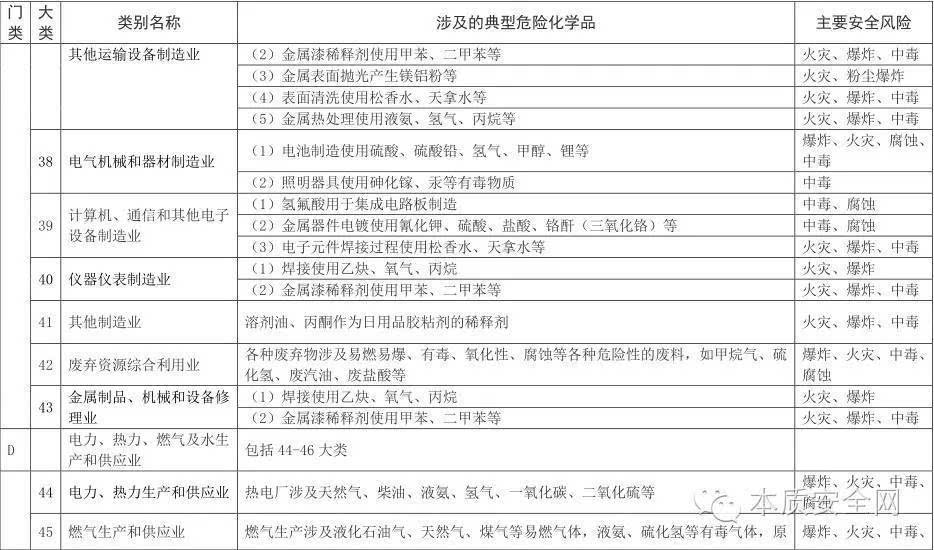 门类 大类 类别名称 涉及的典型危险化学品 主要安全风险
其他运输设备制造业 (2)金属漆稀释剂使用甲苯、二甲苯等 火灾、爆炸、中毒
(3)金属表面抛光产生镁铝粉等 火灾、粉尘爆炸
(4)表面清洗使用松香水、天拿水等 火灾、爆炸、中毒
(5)金属热处理使用液氨、氢气、丙烷等 火灾、爆炸、中毒
38 电气机械和器材制造业 (1)电池制造使用硫酸、硫酸铅、氢气、甲醇、锂等 爆炸、火灾、腐蚀、
中毒
(2)照明器具使用砷化镓、汞等有毒物质 中毒
39 计算机、通信和其他电子
设备制造业 (1)氢氟酸用于集成电路板制造 中毒、腐蚀
(2)金属器件电镀使用氰化钾、硫酸、盐酸、铬酐(三氧化铬)等 中毒、腐蚀
(3)电子元件焊接过程使用松香水、天拿水等 火灾、爆炸、中毒
40 仪器仪表制造业 (1)焊接使用乙炔、氧气、丙烷 火灾、爆炸
(2)金属漆稀释剂使用甲苯、二甲苯等 火灾、爆炸、中毒
41 其他制造业 溶剂油、丙酮作为日用品胶粘剂的稀释剂 火灾、爆炸、中毒
42 废弃资源综合利用业 各种废弃物涉及易燃易爆、有毒、氧化性、腐蚀等各种危险性的废料，如甲烷气、硫
化氢、废汽油、废盐酸等 爆炸、火灾、中毒、
腐蚀
43 金属制品、机械和设备修
理业 (1)焊接使用乙炔、氧气、丙烷 火灾、爆炸
(2)金属漆稀释剂使用甲苯、二甲苯等 火灾、爆炸、中毒
D 电力、热力、燃气及水生
产和供应业 包括 44-46 大类
44 电力、热力生产和供应业 热电厂涉及天然气、柴油、液氨、氢气、一氧化碳、二氧化硫等 爆炸、火灾、中毒、
腐蚀
本质安全网
45 燃气生产和供应业 燃气生产涉及液化石油气、天然气、煤气等易燃气体，液氨、硫化氢等有毒气体，原 爆炸、火灾、中毒、